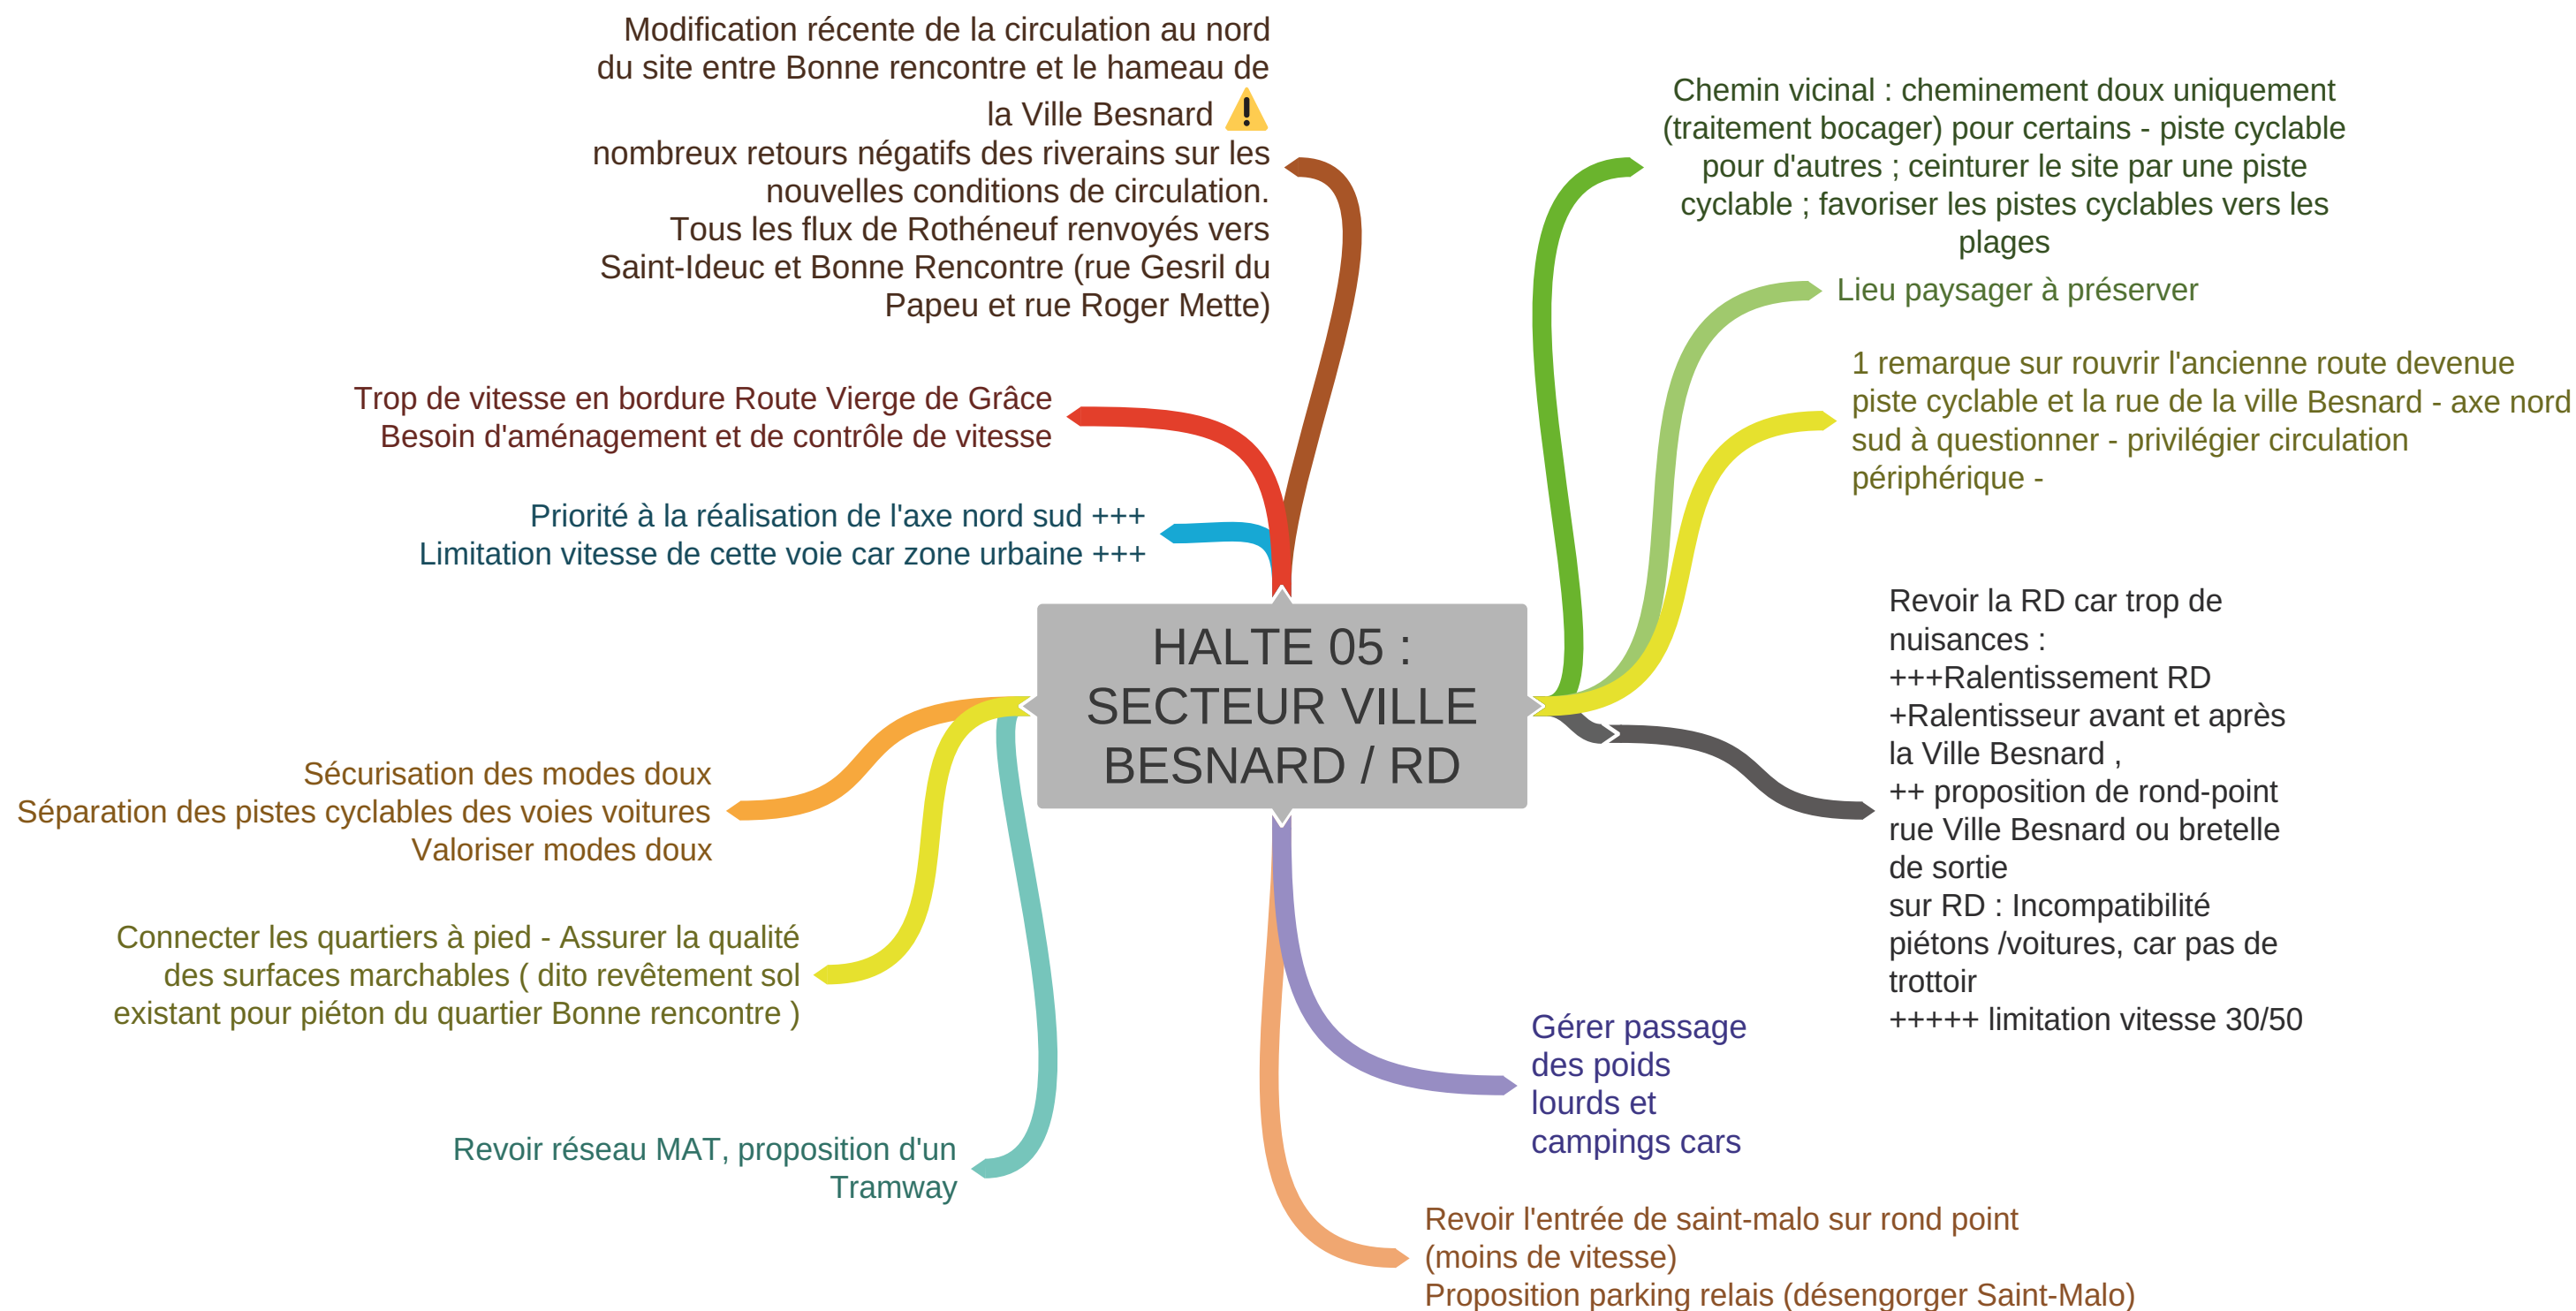 Modification récente de la circulation au nord
du site entre Bonne rencontre et le hameau de
la Ville Besnard
nombreux retours négatifs des riverains sur les
nouvelles conditions de circulation.
Tous les flux de Rothéneuf renvoyés vers
Saint-Ideuc et Bonne Rencontre (rue Gesril du
Papeu et rue Roger Mette)
Trop de vitesse en bordure Route Vierge de Grâce
Besoin d'aménagement et de contrôle de vitesse
Priorité à la réalisation de l'axe nord sud +++
Limitation vitesse de cette voie car zone urbaine +++
HALTE 05 :
SECTEUR VILLE
BESNARD / RD
Sécurisation des modes doux
Séparation des pistes cyclables des voies voitures
Valoriser modes doux
Connecter les quartiers à pied - Assurer la qualité
des surfaces marchables ( dito revêtement sol
existant pour piéton du quartier Bonne rencontre )
Revoir réseau MAT, proposition d'un
Tramway
Chemin vicinal : cheminement doux uniquement
(traitement bocager) pour certains - piste cyclable
pour d'autres ; ceinturer le site par une piste
cyclable ; favoriser les pistes cyclables vers les
plages
Lieu paysager à préserver
1 remarque sur rouvrir l'ancienne route devenue
piste cyclable et la rue de la ville Besnard - axe nord
sud à questionner - privilégier circulation
périphérique -
Revoir la RD car trop de
nuisances :
+++Ralentissement RD
+Ralentisseur avant et après
la Ville Besnard ,
++ proposition de rond-point
rue Ville Besnard ou bretelle
de sortie
sur RD : Incompatibilité
piétons /voitures, car pas de
trottoir
+++++ limitation vitesse 30/50
Gérer passage
des poids
lourds et
campings cars
Revoir l'entrée de saint-malo sur rond point
(moins de vitesse)
Proposition parking relais (désengorger Saint-Malo)